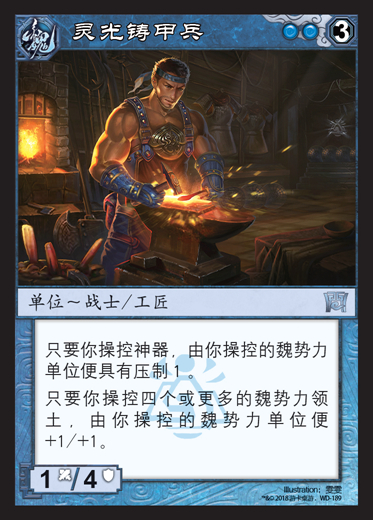 魏
灵光铸甲兵
3
单位～战士/工匠
只要你操控神器，由你操控的魏势力
单位便具有压制1。
只要你操控四个或更多的魏势力领
土，由你操控的魏势力单位便
+1/+1。
1/4
Illustration：雯雯
™&© 2018 游卡桌游．WD-189